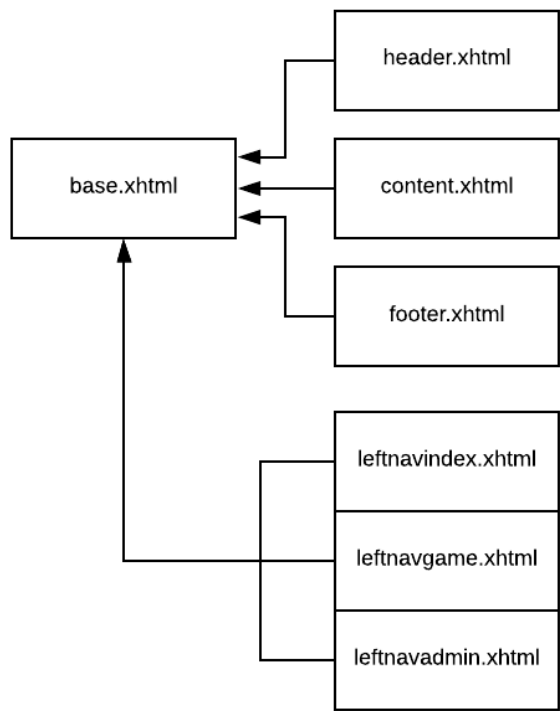 header.xhtml
base.xhtml
content.xhtml
footer.xhtml
leftnavindex.xhtml
leftnavgame.xhtml
leftnavadmin.xhtml